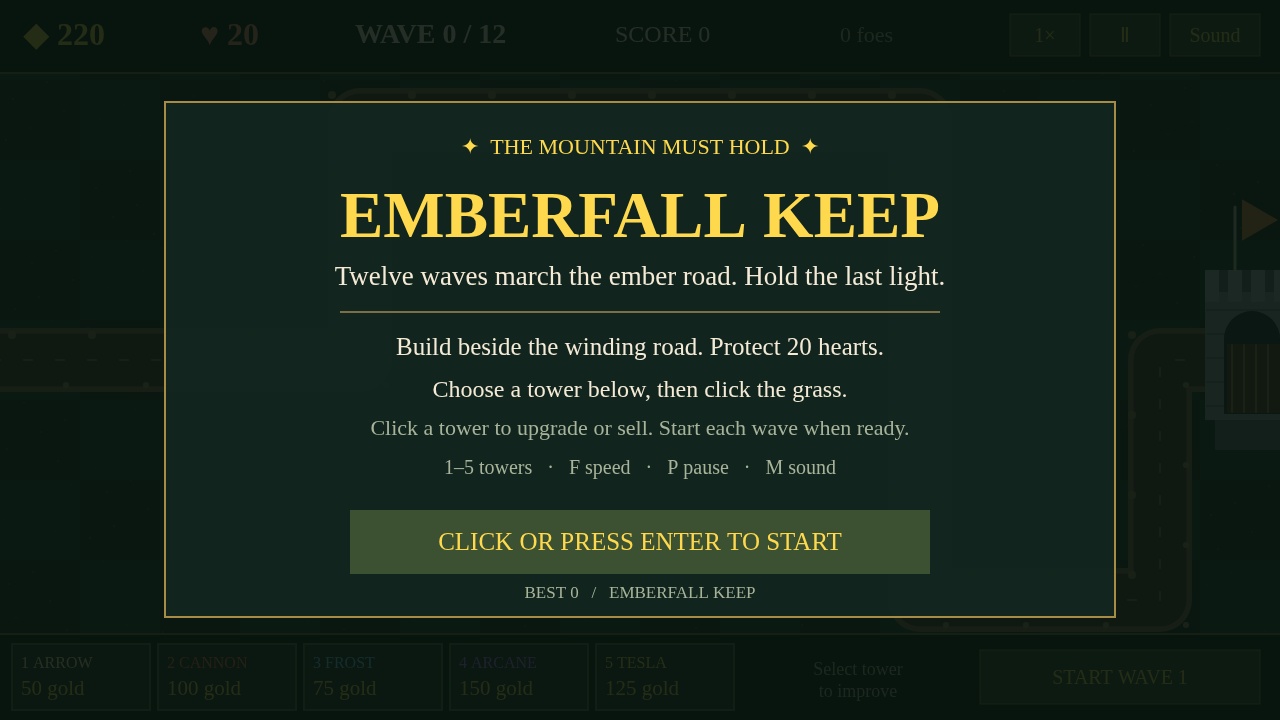 ◆ 220 ♥ 20 WAVE 0 / 12 SCORE 0 0 foes 1× Ⅱ Sound
✦ THE MOUNTAIN MUST HOLD ✦
EMBERFALL KEEP
Twelve waves march the ember road. Hold the last light.
Build beside the winding road. Protect 20 hearts.
Choose a tower below, then click the grass.
Click a tower to upgrade or sell. Start each wave when ready.
1–5 towers · F speed · P pause · M sound
CLICK OR PRESS ENTER TO START
BEST 0 / EMBERFALL KEEP
1 ARROW
50 gold
2 CANNON
100 gold
3 FROST
75 gold
4 ARCANE
150 gold
5 TESLA
125 gold
Select tower
to improve
START WAVE 1